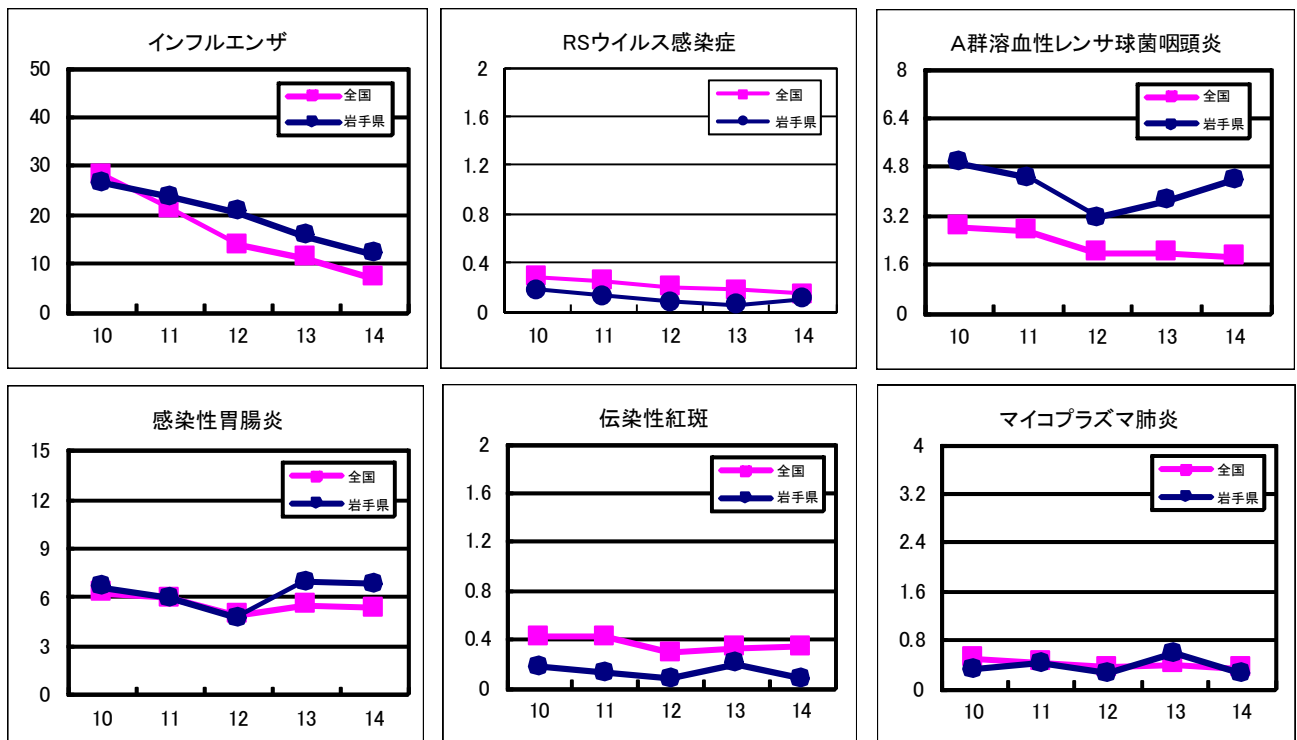 インフルエンザ
50
40
30
20
10
0
10 11 12 13 14
全国
岩手県
RSウイルス感染症
2
1.6
1.2
0.8
0.4
0
10 11 12 13 14
全国
岩手県
A群溶血性レンサ球菌咽頭炎
8
6.4
4.8
3.2
1.6
0
10 11 12 13 14
全国
岩手県
感染性胃腸炎
15
12
9
6
3
0
10 11 12 13 14
全国
岩手県
伝染性紅斑
2
1.6
1.2
0.8
0.4
0
10 11 12 13 14
全国
岩手県
マイコプラズマ肺炎
4
3.2
2.4
1.6
0.8
0
10 11 12 13 14
全国
岩手県